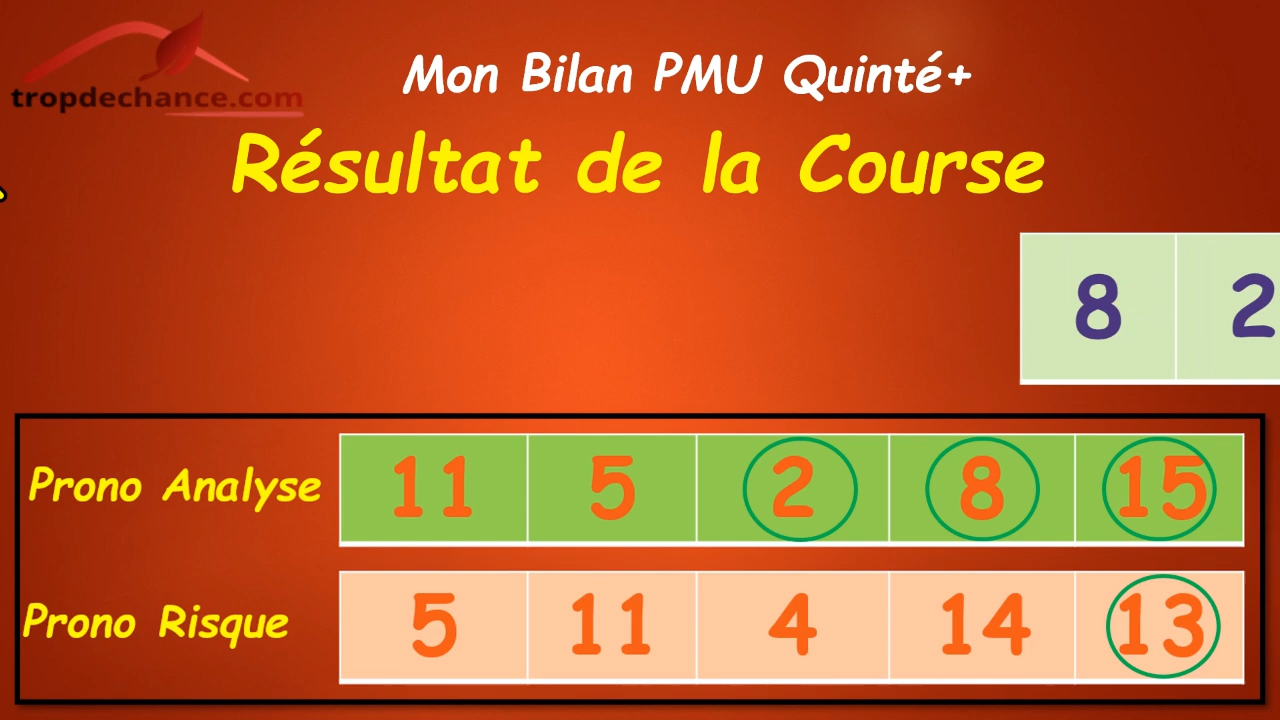 tropdechance.com
Mon Bilan PMU Quinté+
Résultat de la Course
8 2
Prono Analyse 11 5 2 8 15
Prono Risque 5 11 4 14 13